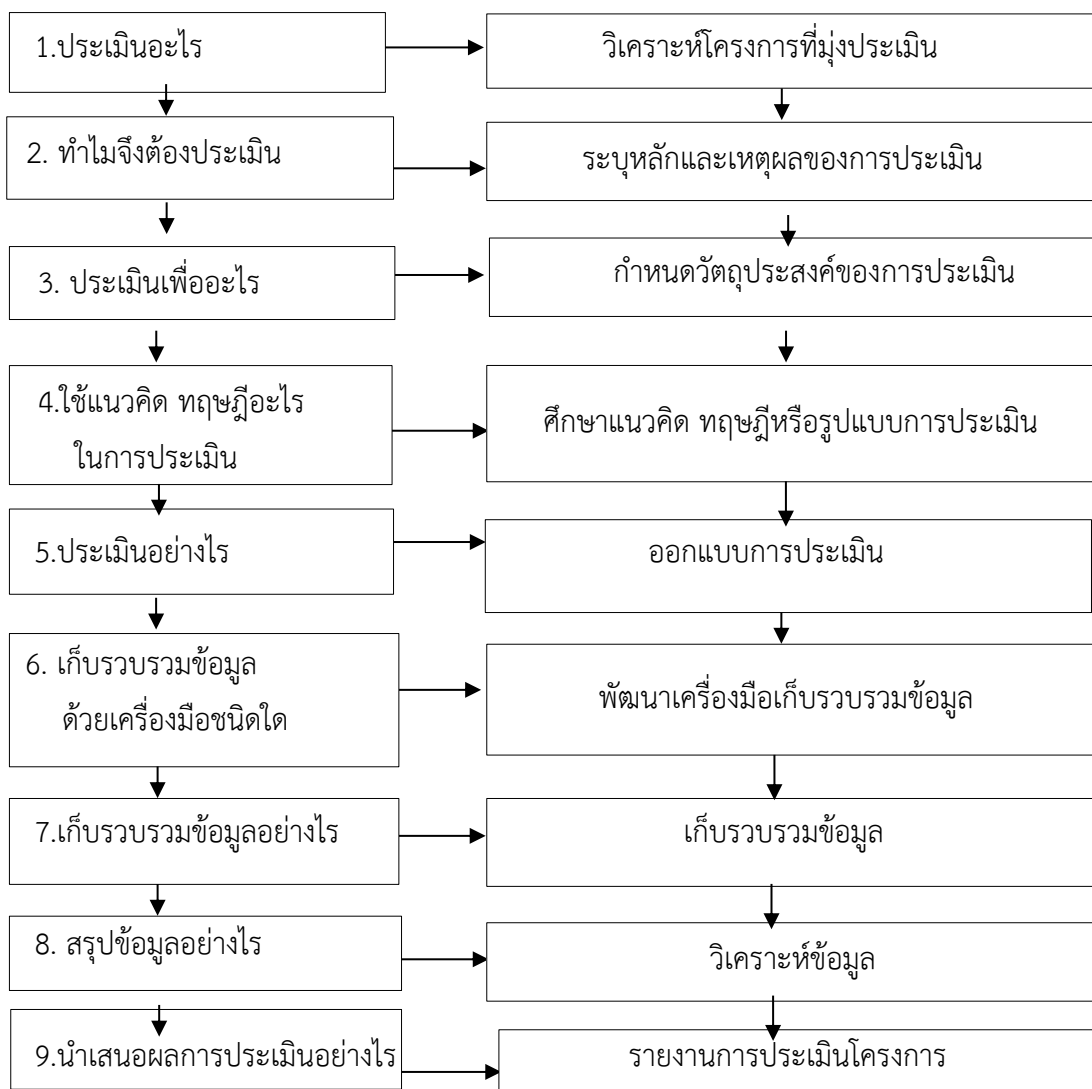 1.ประเมินอะไร
วิเคราะห์โครงการที่มุ่งประเมิน
2. ทำไมจึงต้องประเมิน
ระบุหลักและเหตุผลของการประเมิน
3. ประเมินเพื่ออะไร
กำหนดวัตถุประสงค์ของการประเมิน
4.ใช้แนวคิด ทฤษฎีอะไร
ในการประเมิน
ศึกษาแนวคิด ทฤษฎีหรือรูปแบบการประเมิน
5.ประเมินอย่างไร
ออกแบบการประเมิน
6. เก็บรวบรวมข้อมูล
ด้วยเครื่องมือชนิดใด
พัฒนาเครื่องมือเก็บรวบรวมข้อมูล
7.เก็บรวบรวมข้อมูลอย่างไร
เก็บรวบรวมข้อมูล
8. สรุปข้อมูลอย่างไร
วิเคราะห์ข้อมูล
9.นำเสนอผลการประเมินอย่างไร
รายงานการประเมินโครงการ